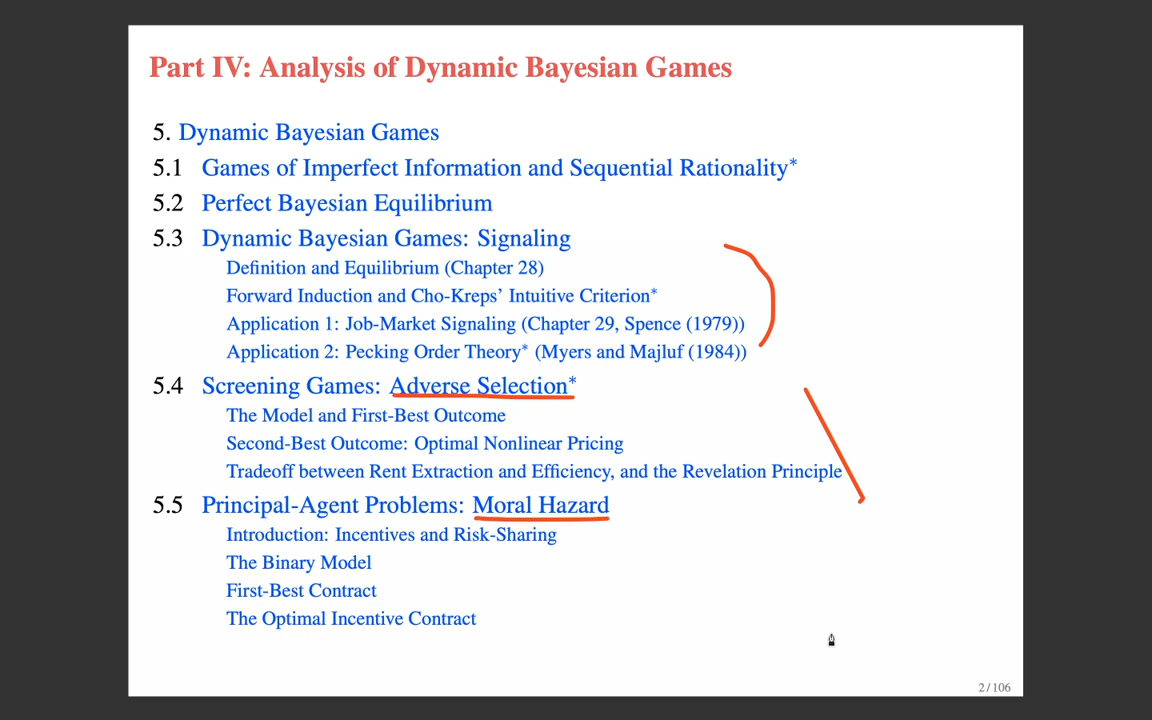 Part IV: Analysis of Dynamic Bayesian Games
5. Dynamic Bayesian Games
5.1 Games of Imperfect Information and Sequential Rationality*
5.2 Perfect Bayesian Equilibrium
5.3 Dynamic Bayesian Games: Signaling
Definition and Equilibrium (Chapter 28)
Forward Induction and Cho-Kreps' Intuitive Criterion*
Application 1: Job-Market Signaling (Chapter 29, Spence (1979))
Application 2: Pecking Order Theory* (Myers and Majluf (1984))
5.4 Screening Games: Adverse Selection*
The Model and First-Best Outcome
Second-Best Outcome: Optimal Nonlinear Pricing
Tradeoff between Rent Extraction and Efficiency, and the Revelation Principle
5.5 Principal-Agent Problems: Moral Hazard
Introduction: Incentives and Risk-Sharing
The Binary Model
First-Best Contract
The Optimal Incentive Contract
2 / 106